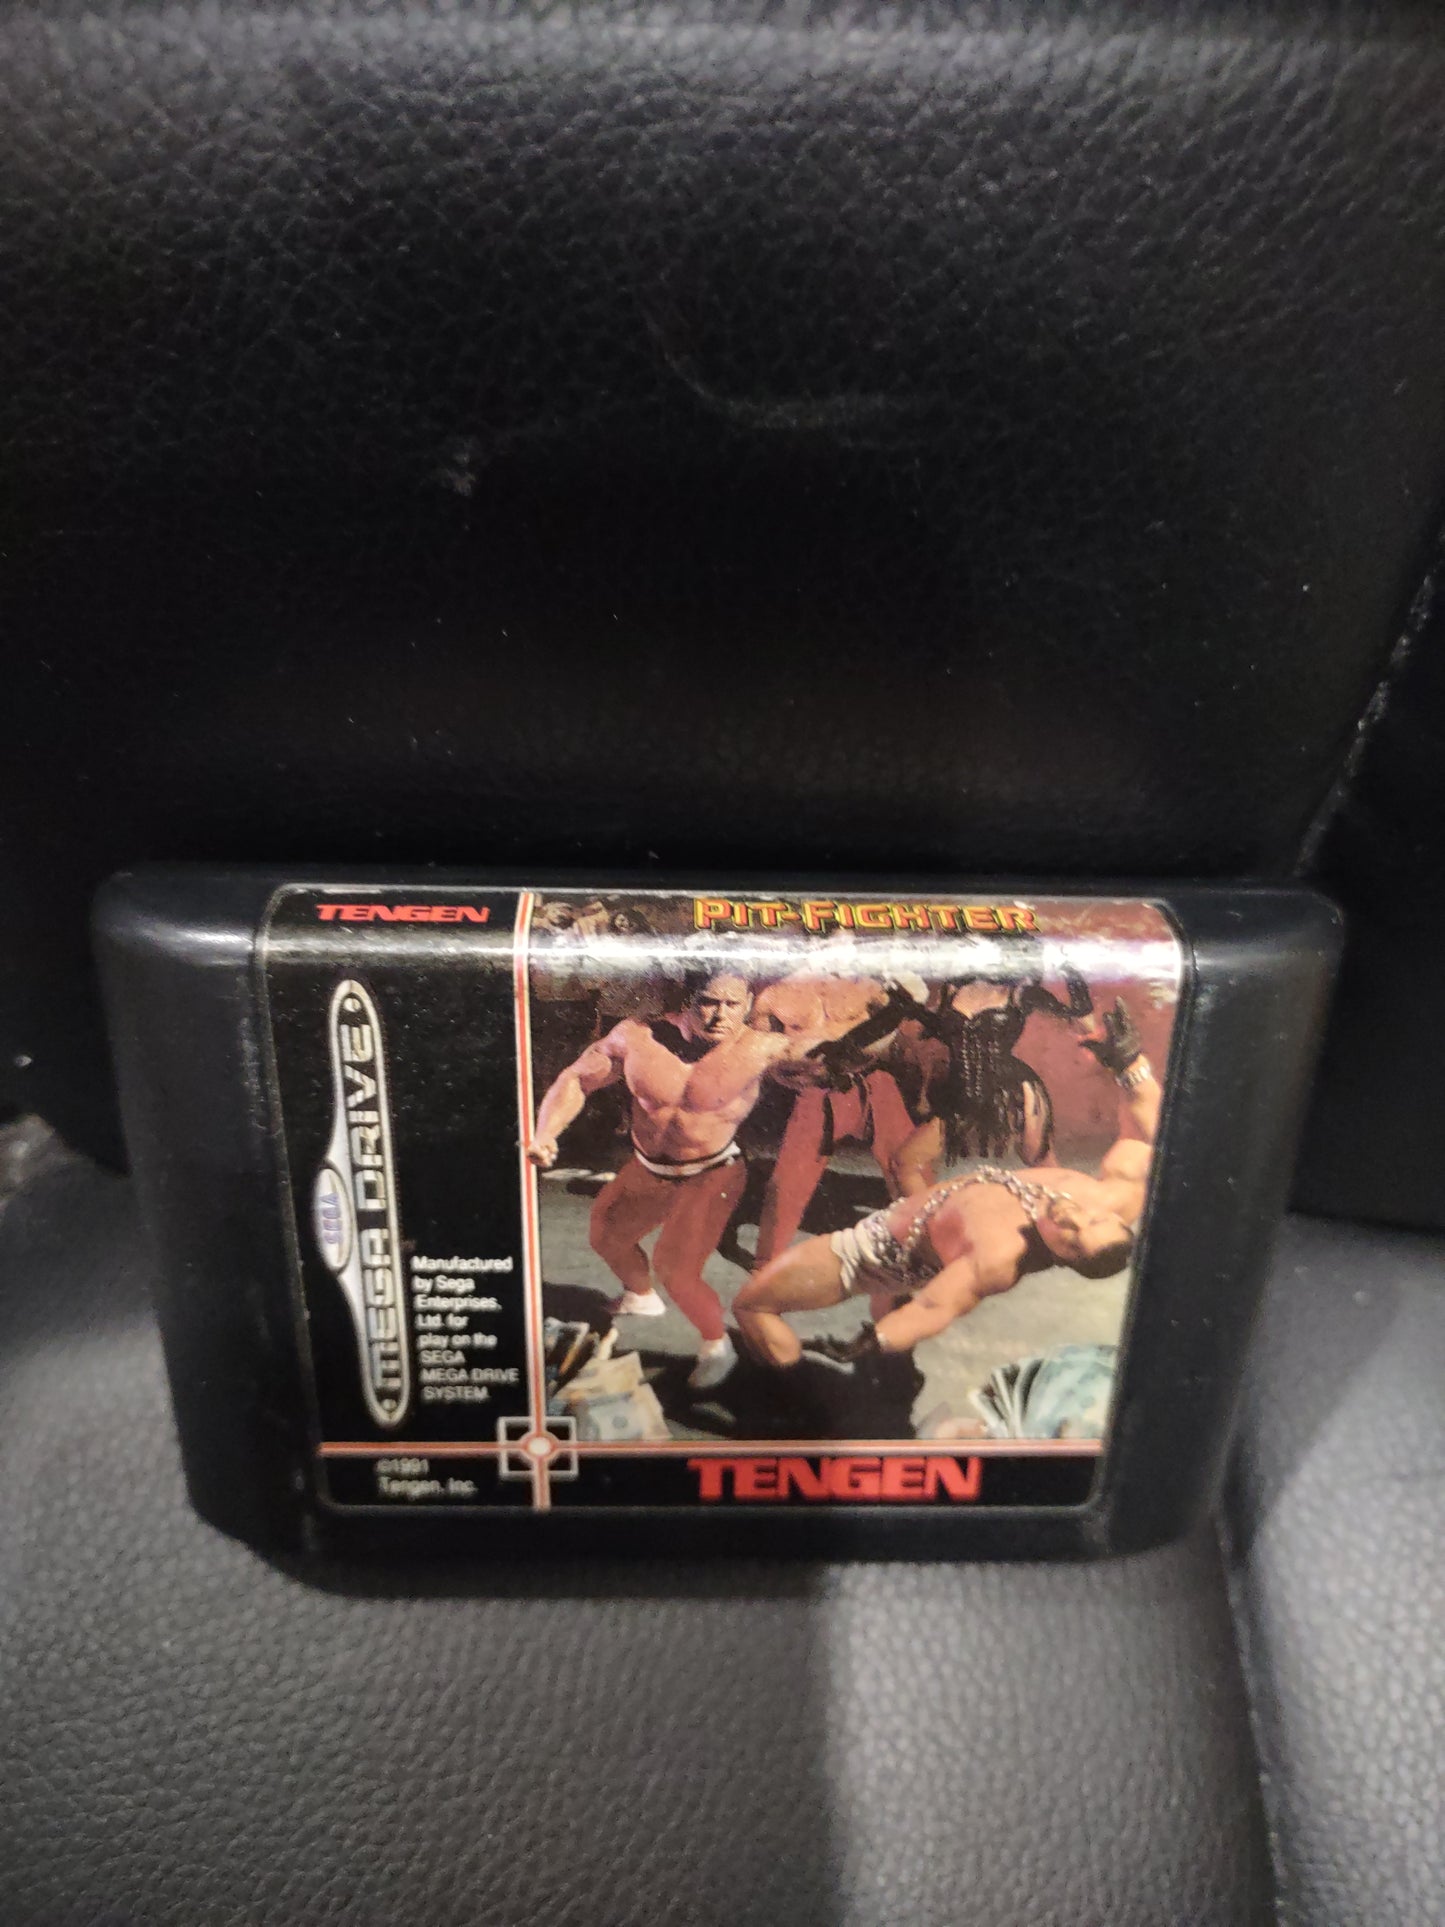 TENGEN
PIT-FIGHTER
SEGA
MEGA DRIVE
Manufactured
by Sega
Enterprises,
Ltd. for
play on the
SEGA
MEGA DRIVE
SYSTEM.
©1991
Tengen, Inc.
TENGEN